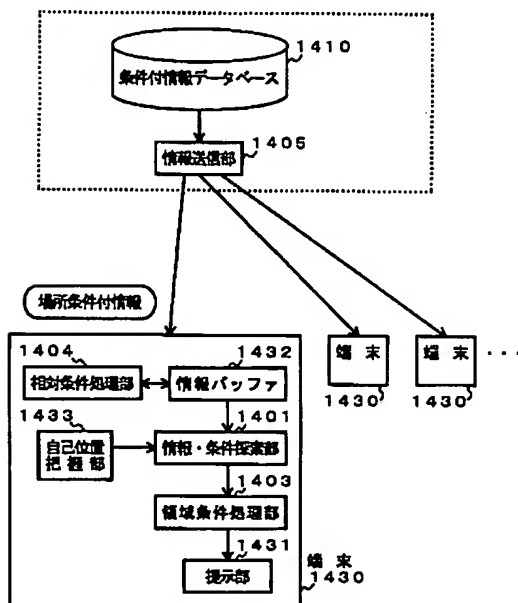 1410
条件付情報データベース
1405
情報送信部
場所条件付情報
1404
相対条件処理部
1432
情報バッファ
1433
自己位置
把握部
1401
情報・条件探索部
1403
領域条件処理部
1431
提示部
端末
1430
端末
1430
端末
1430
・・・